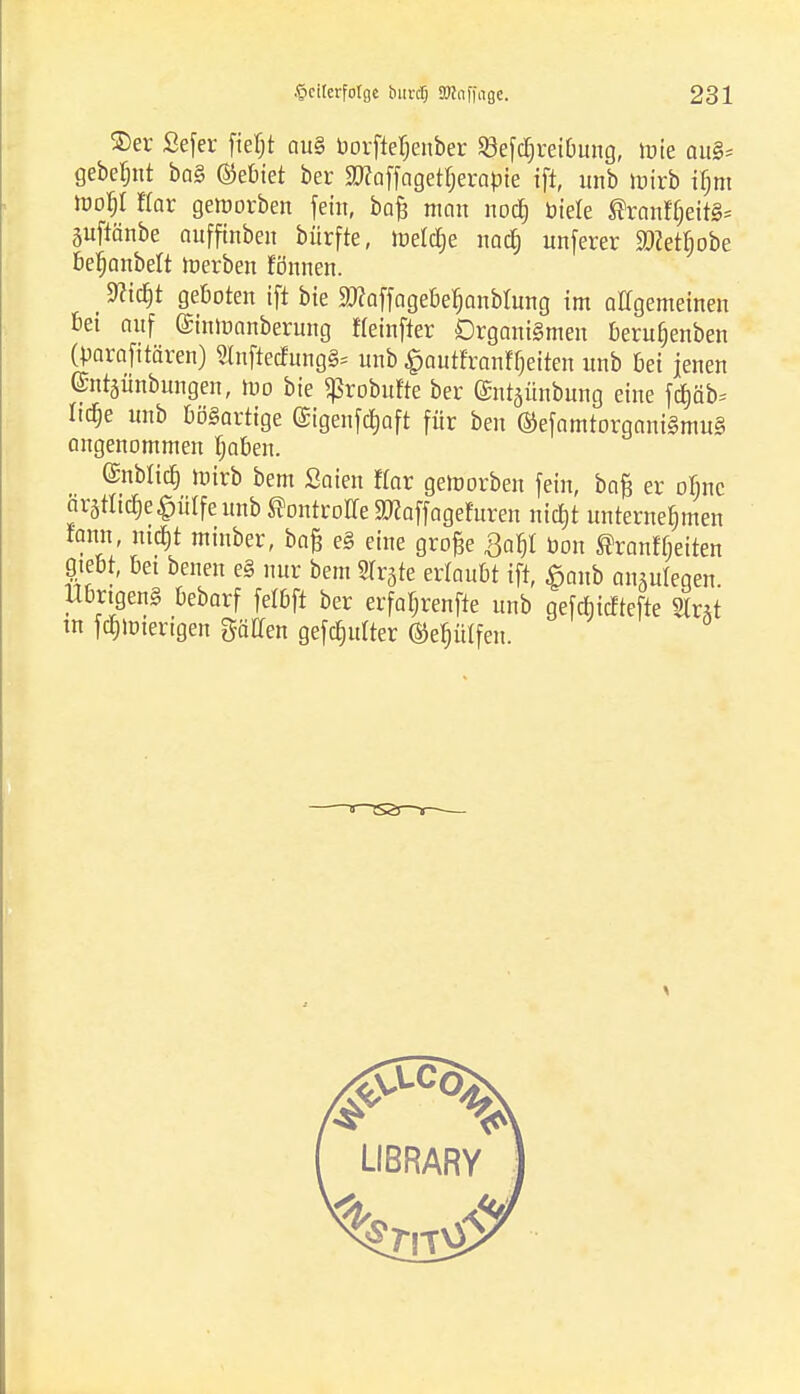 Heilerfolge durch Massage. 231
Der Leser sieht aus vorstehender Beschreibung, wie aus-
gedehnt das Gebiet der Massagetherapie ist, und wird ihm
wohl klar geworden sein, daß man noch viele Krankheits-
zustände auffinden dürfte, welche nach unserer Methode
behandelt werden können.
Nicht geboten ist die Massagebehandlung im allgemeinen
bei auf Einwanderung kleinster Organismen beruhenden
(parasitären) Ansteckungs- und Hautkrankheiten und bei jenen
Entzündungen, wo die Produkte der Entzündung eine schäd-
liche und bösartige Eigenschaft für den Gesamtorganismus
angenommen haben.
Endlich wird dem Laien klar geworden sein, daß er ohne
ärztliche Hülfe und Kontrolle Massagekuren nicht unternehmen
kann, nicht minder, daß es eine große Zahl von Krankheiten
giebt, bei denen es nur dem Arzte erlaubt ist, Hand anzulegen.
Übrigens bedarf selbst der erfahrenste und geschickteste Arzt
in schwierigen Fällen geschulter Gehülfen.
WELLCOME
LIBRARY
INSTITUTE